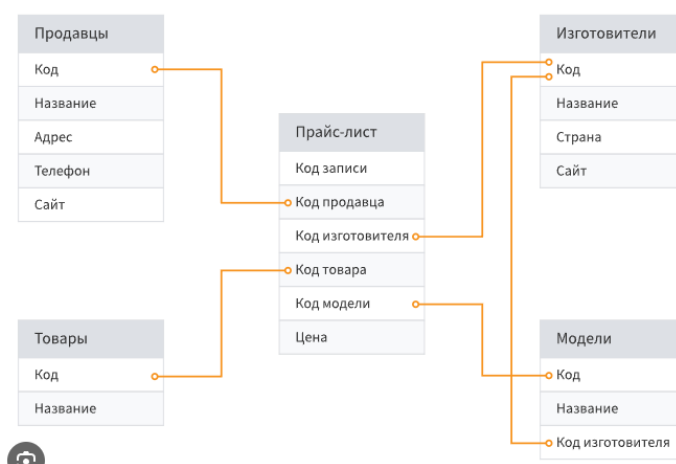 Продавцы
Код
Название
Адрес
Телефон
Сайт
Прайс-лист
Код записи
Код продавца
Код изготовителя
Код товара
Код модели
Цена
Изготовители
Код
Название
Страна
Сайт
Товары
Код
Название
Модели
Код
Название
Код изготовителя